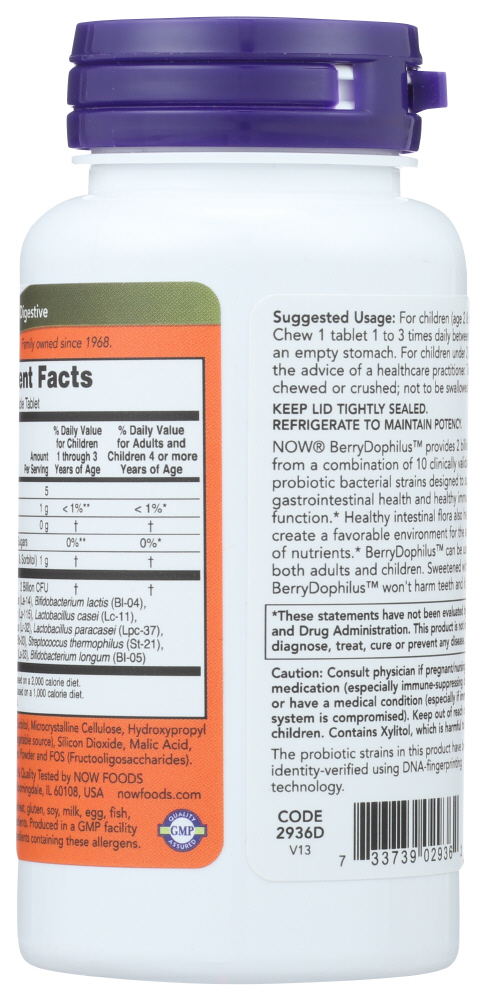 Digestive
Family owned since 1968.
Facts
Tablet
Amount
Per Serving
% Daily Value
for Children
1 through 3
Years of Age
% Daily Value
for Adults and
Children 4 or more
Years of Age
5
1 g <1%** <1%*
0 g † †
0%** 0%*
Sorbitol) 1 g † †
Billion CFU † †
Bifidobacterium lactis (Bl-04),
Lactobacillus casei (Lc-11),
Lactobacillus paracasei (Lpc-37),
Streptococcus thermophilus (St-21),
Bifidobacterium longum (Bl-05)
on a 2,000 calorie diet.
on a 1,000 calorie diet.
Microcrystalline Cellulose, Hydroxypropyl
source), Silicon Dioxide, Malic Acid,
Powder and FOS (Fructooligosaccharides).
Quality Tested by NOW FOODS
IL 60108, USA nowfoods.com
gluten, soy, milk, egg, fish,
Produced in a GMP facility
containing these allergens.
QUALITY
GMP
ASSURED
Suggested Usage: For children (age 2
Chew 1 tablet 1 to 3 times daily
an empty stomach. For children under
the advice of a healthcare practitioner.
chewed or crushed; not to be
KEEP LID TIGHTLY SEALED.
REFRIGERATE TO MAINTAIN POTENCY.
NOW® BerryDophilus™ provides 2
from a combination of 10 clinically
probiotic bacterial strains designed to
gastrointestinal health and healthy
function.* Healthy intestinal flora
create a favorable environment for the
of nutrients.* BerryDophilus™ can be
both adults and children. Sweetened
BerryDophilus™ won't harm teeth and
*These statements have not been evaluated
and Drug Administration. This product is not
diagnose, treat, cure or prevent any disease.
Caution: Consult physician if
medication (especially immune-suppressing
or have a medical condition (especially if
system is compromised). Keep out of
children. Contains Xylitol, which is harmful
The probiotic strains in this product have
identity-verified using DNA-fingerprinting
technology.
CODE
2936D
V13
7 33739 02936